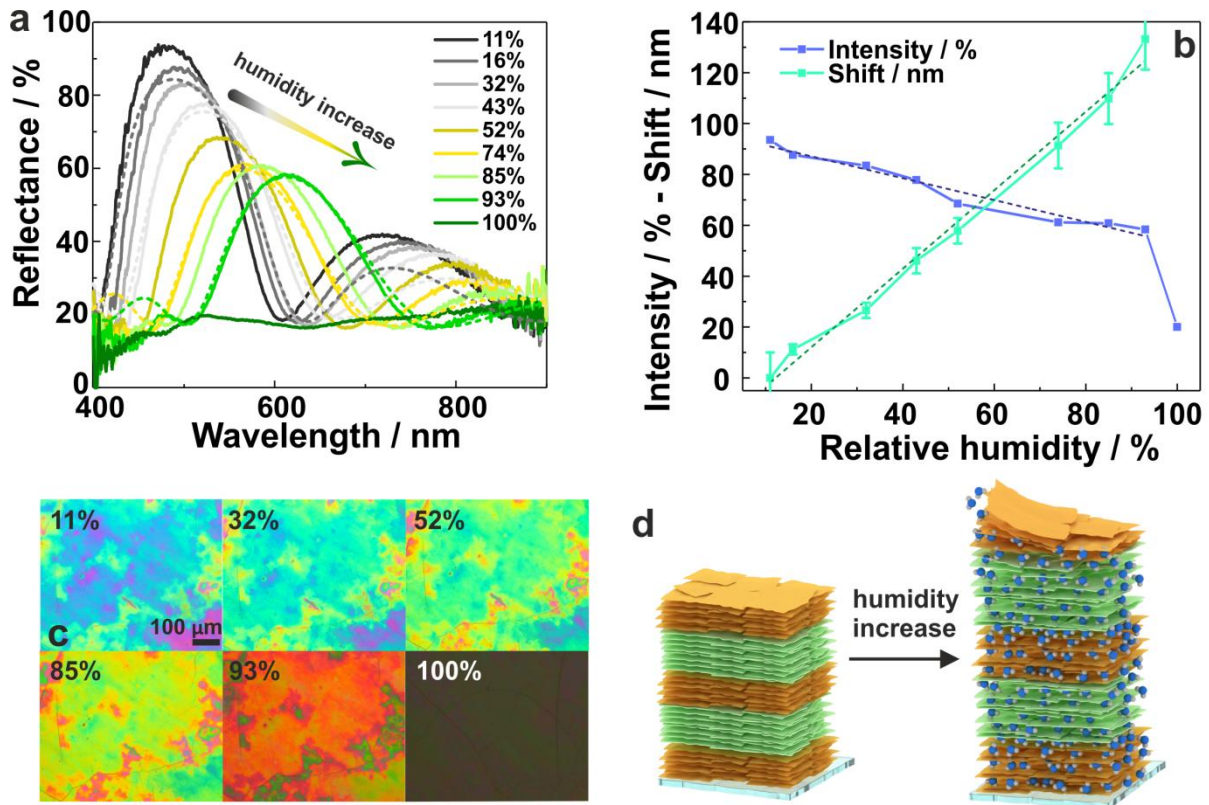 a
Reflectance / %
100
80
60
40
20
0
400
600
800
Wavelength / nm
humidity
increase
11%
16%
32%
43%
52%
74%
85%
93%
100%
b
Intensity / % - Shift / nm
140
120
100
80
60
40
20
0
20
40
60
80
100
Relative humidity / %
Intensity / %
Shift / nm
11%
32%
52%
c
100 µm
85%
93%
100%
d
humidity
increase